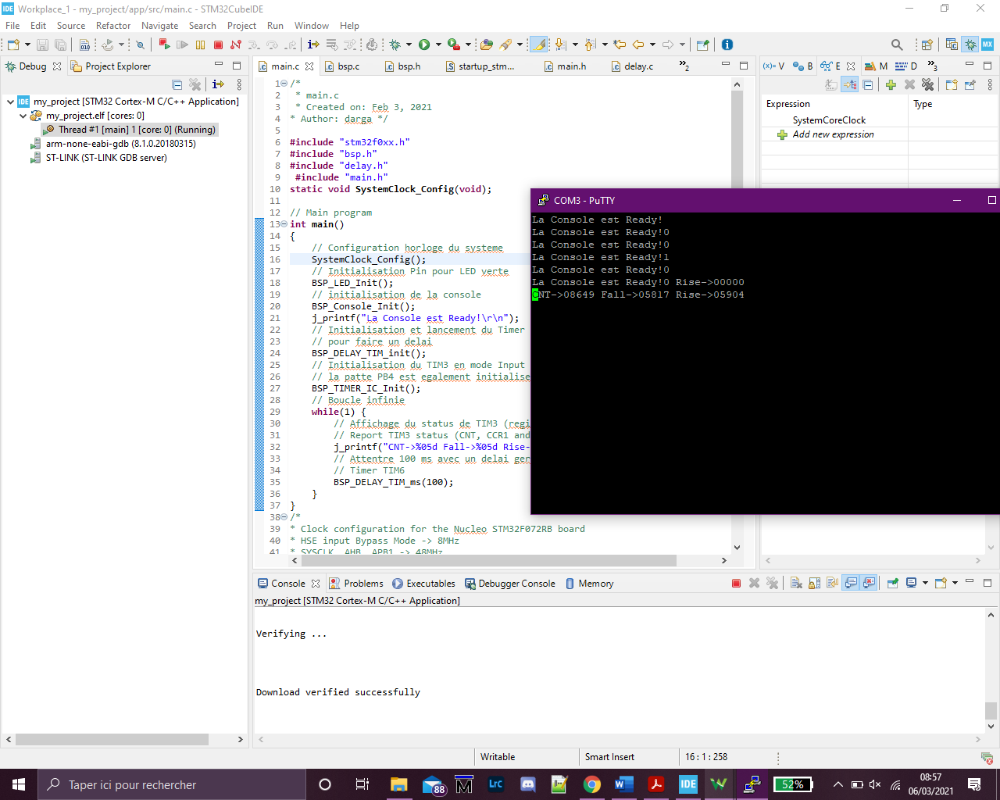 IDE Workplace_1 - my_project/app/src/main.c - STM32CubeIDE
File Edit Source Refactor Navigate Search Project Run Window Help
Debug Project Explorer
main.c bsp.c bsp.h startup_stm... main.h delay.c »2
(x)= V B E M D »3
my_project [STM32 Cortex-M C/C++ Application]
my_project.elf [cores: 0]
Thread #1 [main] 1 [core: 0] (Running)
arm-none-eabi-gdb (8.1.0.20180315)
ST-LINK (ST-LINK GDB server)
1 /*
2 * main.c
3 * Created on: Feb 3, 2021
4 * Author: darga */
5
6 #include "stm32f0xx.h"
7 #include "bsp.h"
8 #include "delay.h"
9 #include "main.h"
10 static void SystemClock_Config(void);
11
12 // Main program
13 int main()
14 {
15 // Configuration horloge du systeme
16 SystemClock_Config();
17 // Initialisation Pin pour LED verte
18 BSP_LED_Init();
19 // initialisation de la console
20 BSP_Console_Init();
21 j_printf("La Console est Ready!\r\n");
22 // Initialisation et lancement du Timer
23 // pour faire un delai
24 BSP_DELAY_TIM_init();
25 // Initialisation du TIM3 en mode Input
26 // la patte PB4 est egalement initialise
27 BSP_TIMER_IC_Init();
28 // Boucle infinie
29 while(1) {
30 // Affichage du status de TIM3 (regi
31 // Report TIM3 status (CNT, CCR1 and
32 j_printf("CNT->%05d Fall->%05d Rise-
33 // Attentre 100 ms avec un delai ger
34 // Timer TIM6
35 BSP_DELAY_TIM_ms(100);
36 }
37 }
38 /*
39 * Clock configuration for the Nucleo STM32F072RB board
40 * HSE input Bypass Mode -> 8MHz
41 * SYSCLK, AHB, APB1 -> 48MHz
Expression Type
SystemCoreClock
Add new expression
COM3 - PuTTY
La Console est Ready!
La Console est Ready!0
La Console est Ready!0
La Console est Ready!1
La Console est Ready!0
La Console est Ready!0 Rise->00000
CNT->08649 Fall->05817 Rise->05904
Console Problems Executables Debugger Console Memory
my_project [STM32 Cortex-M C/C++ Application]
Verifying ...
Download verified successfully
Writable Smart Insert 16 : 1 : 258
Taper ici pour rechercher
88
Lrc
IDE
52%
08:57
06/03/2021